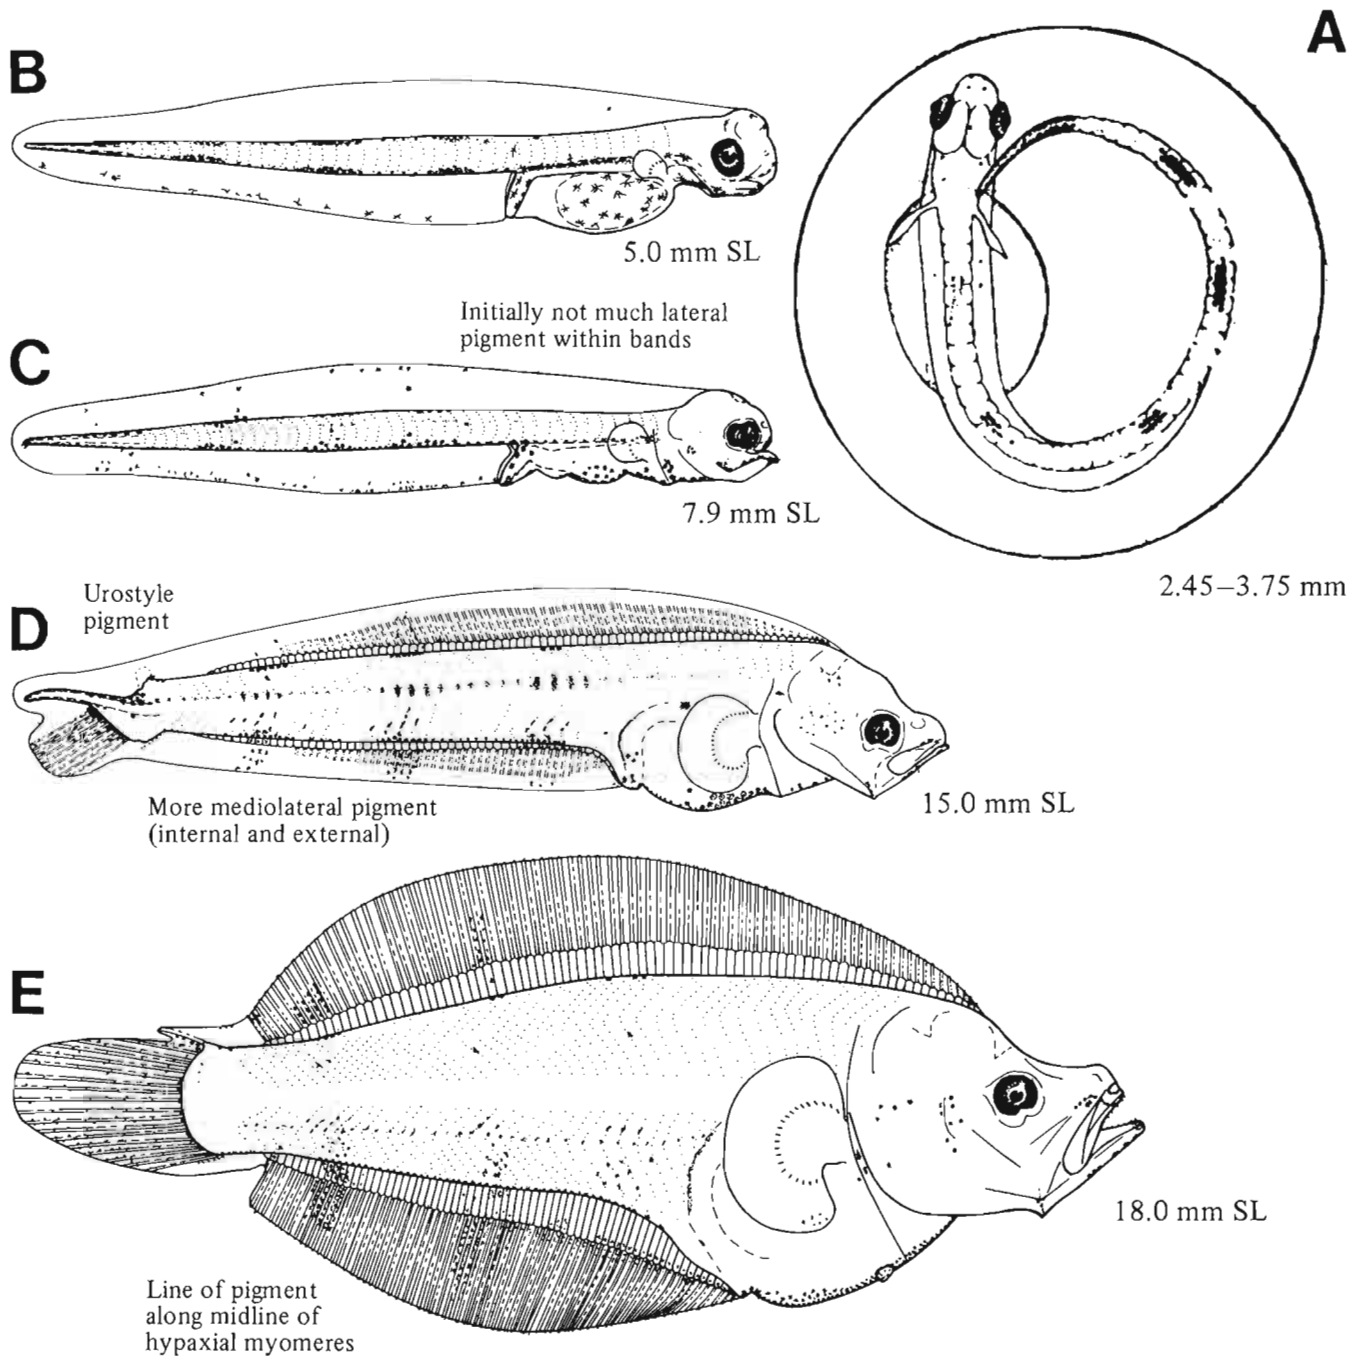 A
B
5.0 mm SL
Initially not much lateral
pigment within bands
C
7.9 mm SL
2.45–3.75 mm
Urostyle
pigment
D
More mediolateral pigment
(internal and external)
15.0 mm SL
E
18.0 mm SL
Line of pigment
along midline of
hypaxial myomeres